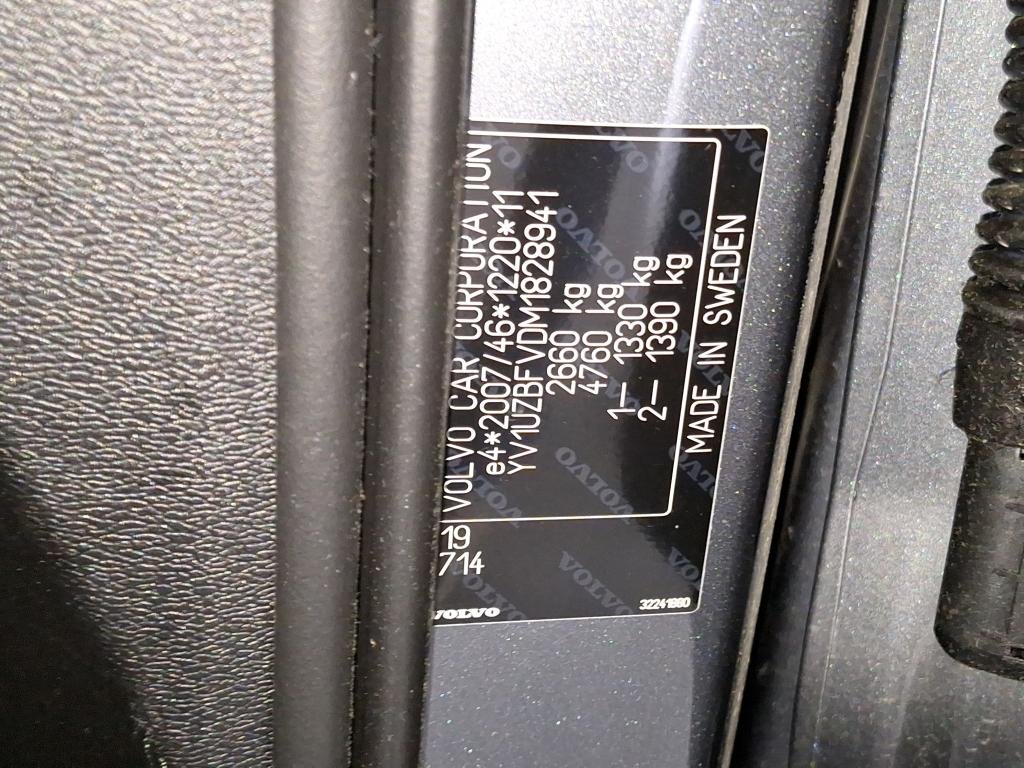 VOLVO CAR CORPORATION
e4*2007/46*1220*11
YV1UZBFVDM1828941
2660 kg
4760 kg
1– 1330 kg
2– 1390 kg
MADE IN SWEDEN
19
714
VOLVO